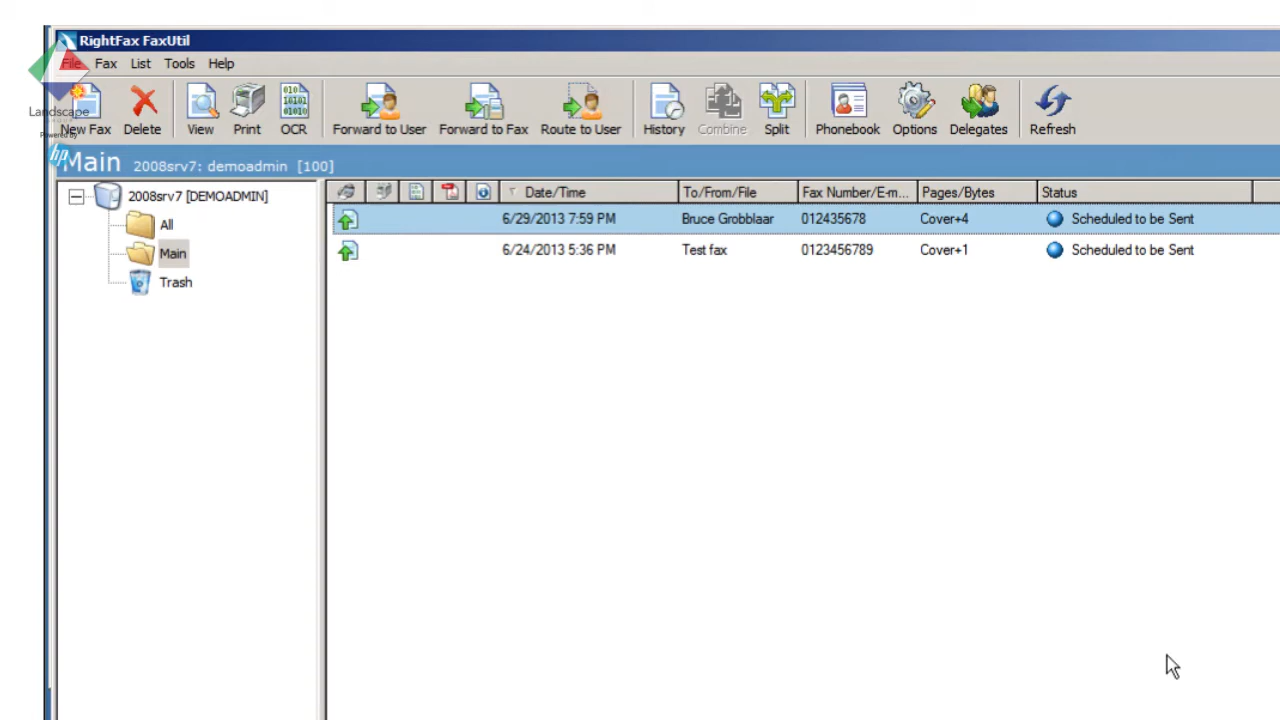 RightFax FaxUtil
File Fax List Tools Help
Landscape
Powered By
hp
New Fax Delete View Print OCR Forward to User Forward to Fax Route to User History Combine Split Phonebook Options Delegates Refresh
Main 2008srv7: demoadmin [100]
2008srv7 [DEMOADMIN]
All
Main
Trash
Date/Time To/From/File Fax Number/E-m... Pages/Bytes Status
6/29/2013 7:59 PM Bruce Grobblaar 012435678 Cover+4 Scheduled to be Sent
6/24/2013 5:36 PM Test fax 0123456789 Cover+1 Scheduled to be Sent